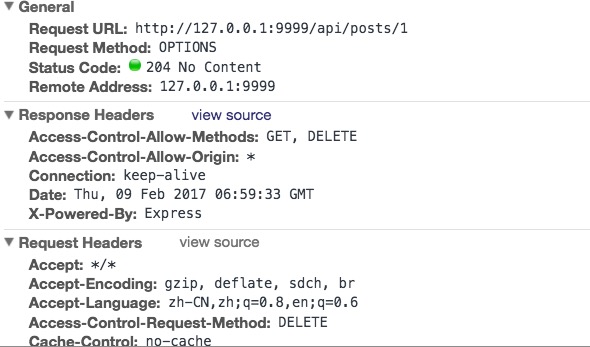 ▼ General
Request URL: http://127.0.0.1:9999/api/posts/1
Request Method: OPTIONS
Status Code: 204 No Content
Remote Address: 127.0.0.1:9999
▼ Response Headers view source
Access-Control-Allow-Methods: GET, DELETE
Access-Control-Allow-Origin: *
Connection: keep-alive
Date: Thu, 09 Feb 2017 06:59:33 GMT
X-Powered-By: Express
▼ Request Headers view source
Accept: */*
Accept-Encoding: gzip, deflate, sdch, br
Accept-Language: zh-CN,zh;q=0.8,en;q=0.6
Access-Control-Request-Method: DELETE
Cache-Control: no-cache